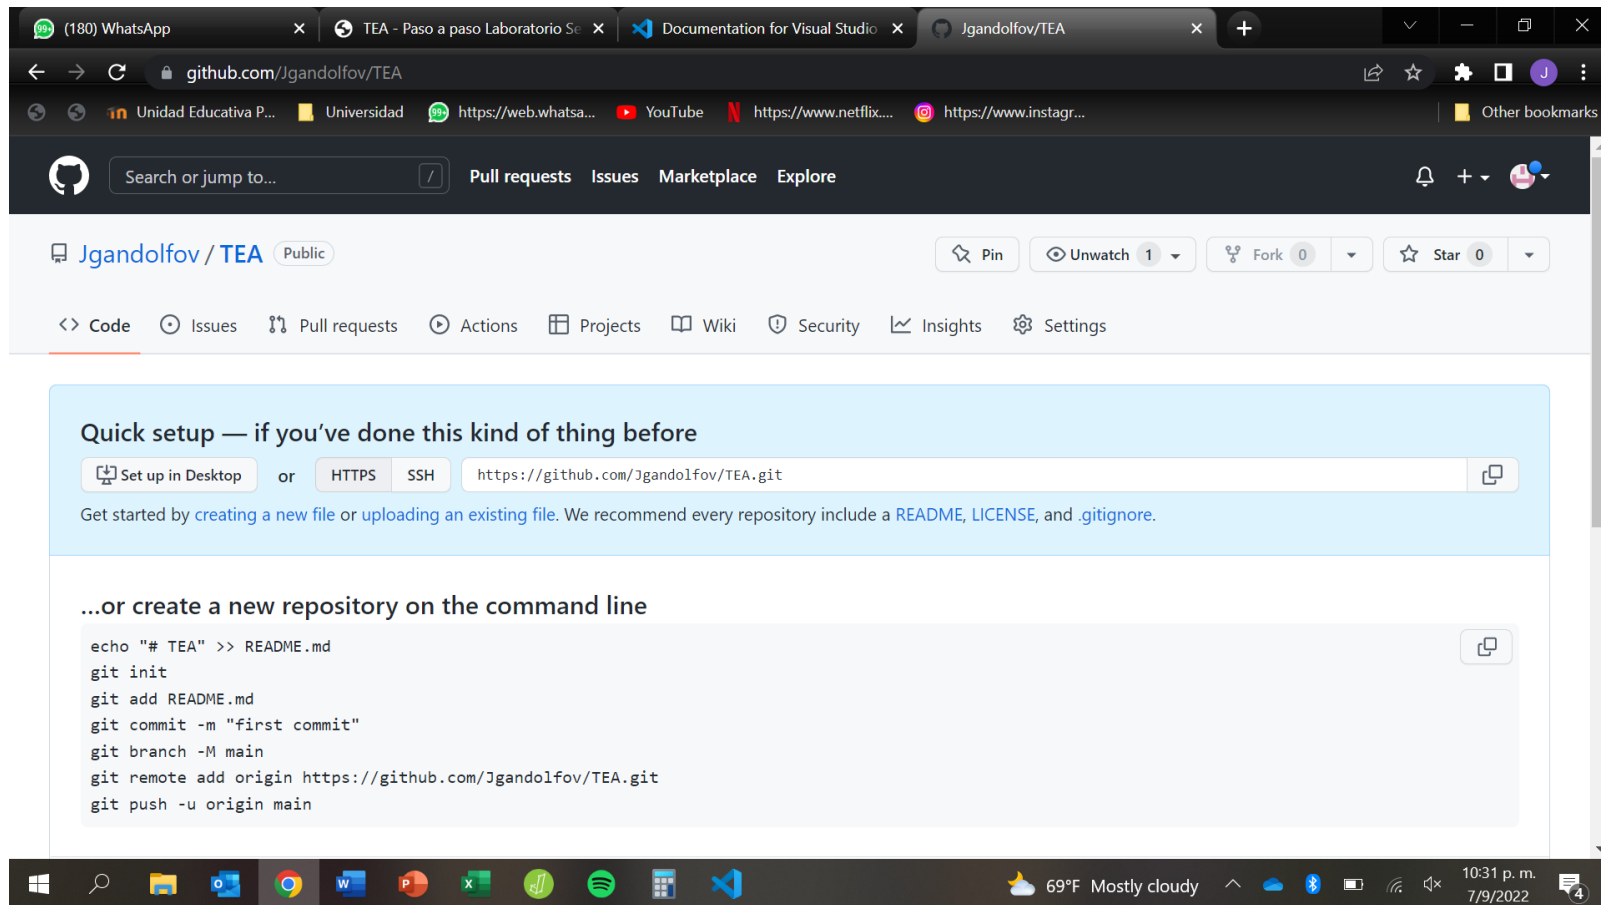 (180) WhatsApp
TEA - Paso a paso Laboratorio Se
Documentation for Visual Studio
Jgandolfov/TEA
github.com/Jgandolfov/TEA
J
Unidad Educativa P...
Universidad
https://web.whatsa...
YouTube
https://www.netflix....
https://www.instagr...
Other bookmarks
Search or jump to...
/
Pull requests
Issues
Marketplace
Explore
Jgandolfov / TEA
Public
Pin
Unwatch 1
Fork 0
Star 0
Code
Issues
Pull requests
Actions
Projects
Wiki
Security
Insights
Settings
Quick setup — if you’ve done this kind of thing before
Set up in Desktop
or
HTTPS
SSH
https://github.com/Jgandolfov/TEA.git
Get started by creating a new file or uploading an existing file. We recommend every repository include a README, LICENSE, and .gitignore.
…or create a new repository on the command line
echo "# TEA" >> README.md
git init
git add README.md
git commit -m "first commit"
git branch -M main
git remote add origin https://github.com/Jgandolfov/TEA.git
git push -u origin main
69°F Mostly cloudy
10:31 p. m.
7/9/2022
4